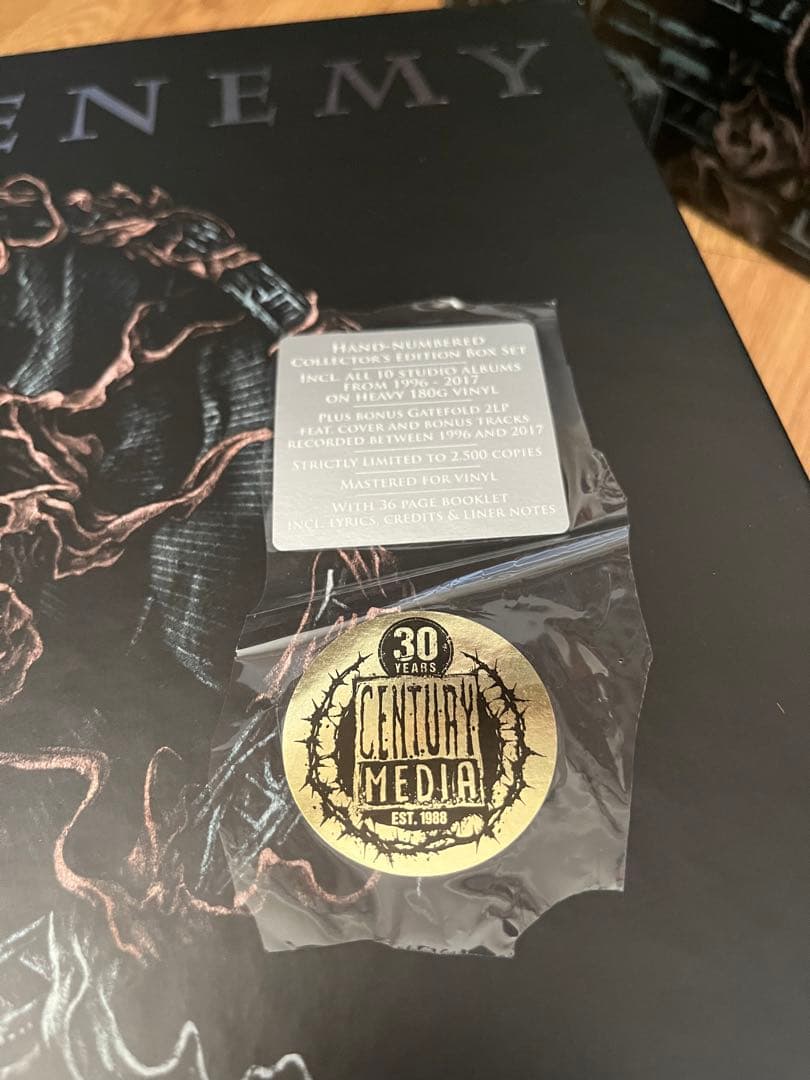 ENEMY
HAND-NUMBERED
COLLECTOR'S EDITION BOX SET
INCL. ALL 10 STUDIO ALBUMS
FROM 1996 - 2017
ON HEAVY 180G VINYL
PLUS BONUS GATEFOLD 2LP
FEAT. COVER AND BONUS TRACKS
RECORDED BETWEEN 1996 AND 2017
STRICTLY LIMITED TO 2.500 COPIES
MASTERED FOR VINYL
WITH 36 PAGE BOOKLET
INCL. LYRICS, CREDITS & LINER NOTES
30
YEARS
CENTURY
MEDIA
EST. 1988